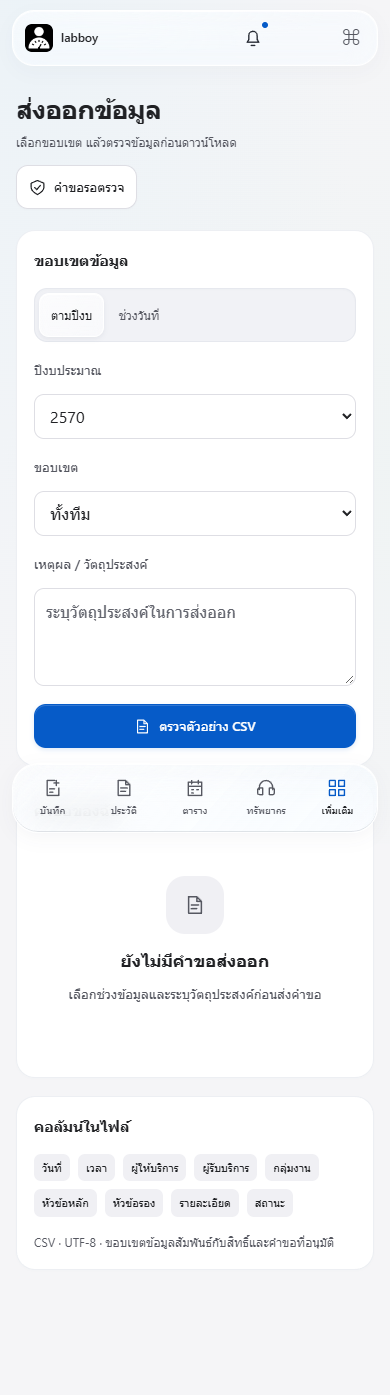 labboy
ส่งออกข้อมูล
เลือกขอบเขต แล้วตรวจข้อมูลก่อนดาวน์โหลด
คำขอรอตรวจ
ขอบเขตข้อมูล
ตามปีงบ
ช่วงวันที่
ปีงบประมาณ
2570
ขอบเขต
ทั้งทีม
เหตุผล / วัตถุประสงค์
ระบุวัตถุประสงค์ในการส่งออก
ตรวจตัวอย่าง CSV
บันทึก
ประวัติ
ตาราง
ทรัพยากร
เพิ่มเติม
ยังไม่มีคำขอส่งออก
เลือกช่วงข้อมูลและระบุวัตถุประสงค์ก่อนส่งคำขอ
คอลัมน์ในไฟล์
วันที่
เวลา
ผู้ให้บริการ
ผู้รับบริการ
กลุ่มงาน
หัวข้อหลัก
หัวข้อรอง
รายละเอียด
สถานะ
CSV · UTF-8 · ขอบเขตข้อมูลสัมพันธ์กับสิทธิ์และคำขอที่อนุมัติ